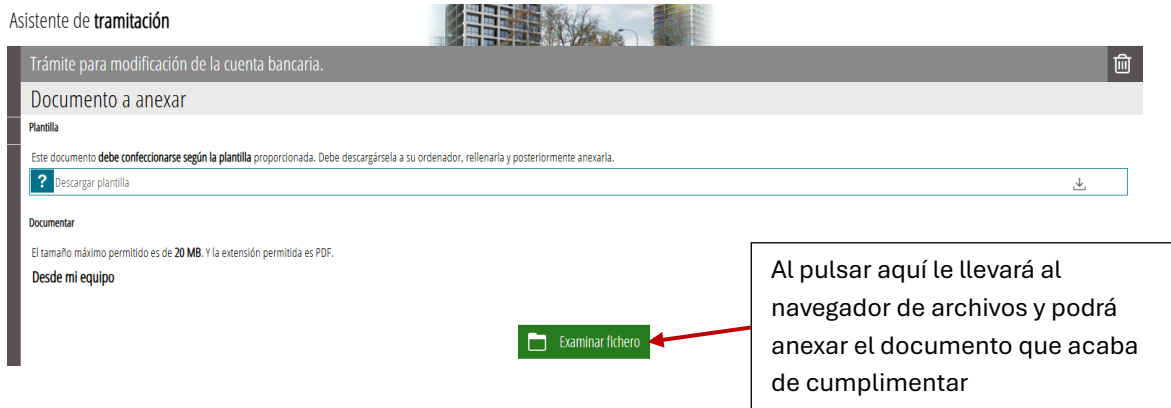 Asistente de tramitación
Trámite para modificación de la cuenta bancaria.
Documento a anexar
Plantilla
Este documento debe confeccionarse según la plantilla proporcionada. Debe descargársela a su ordenador, rellenarla y posteriormente anexarla.
? Descargar plantilla
Documentar
El tamaño máximo permitido es de 20 MB. Y la extensión permitida es PDF.
Desde mi equipo
Examinar fichero
Al pulsar aquí le llevará al
navegador de archivos y podrá
anexar el documento que acaba
de cumplimentar